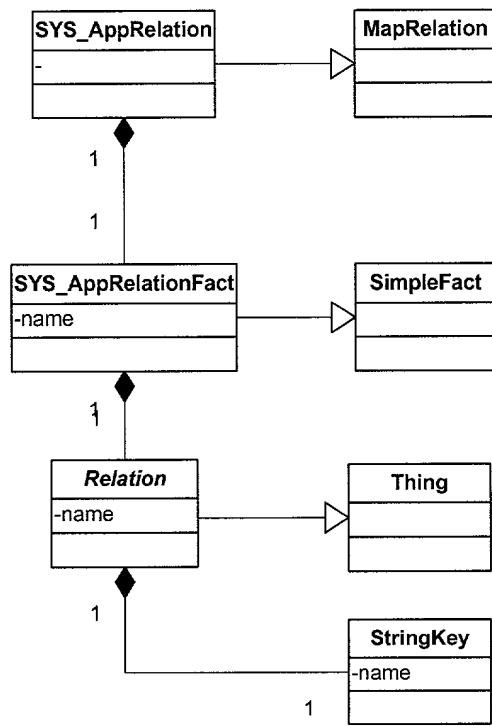 SYS_AppRelation
MapRelation
-
1
1
SYS_AppRelationFact
SimpleFact
-name
1
1
Relation
Thing
-name
1
StringKey
-name
1